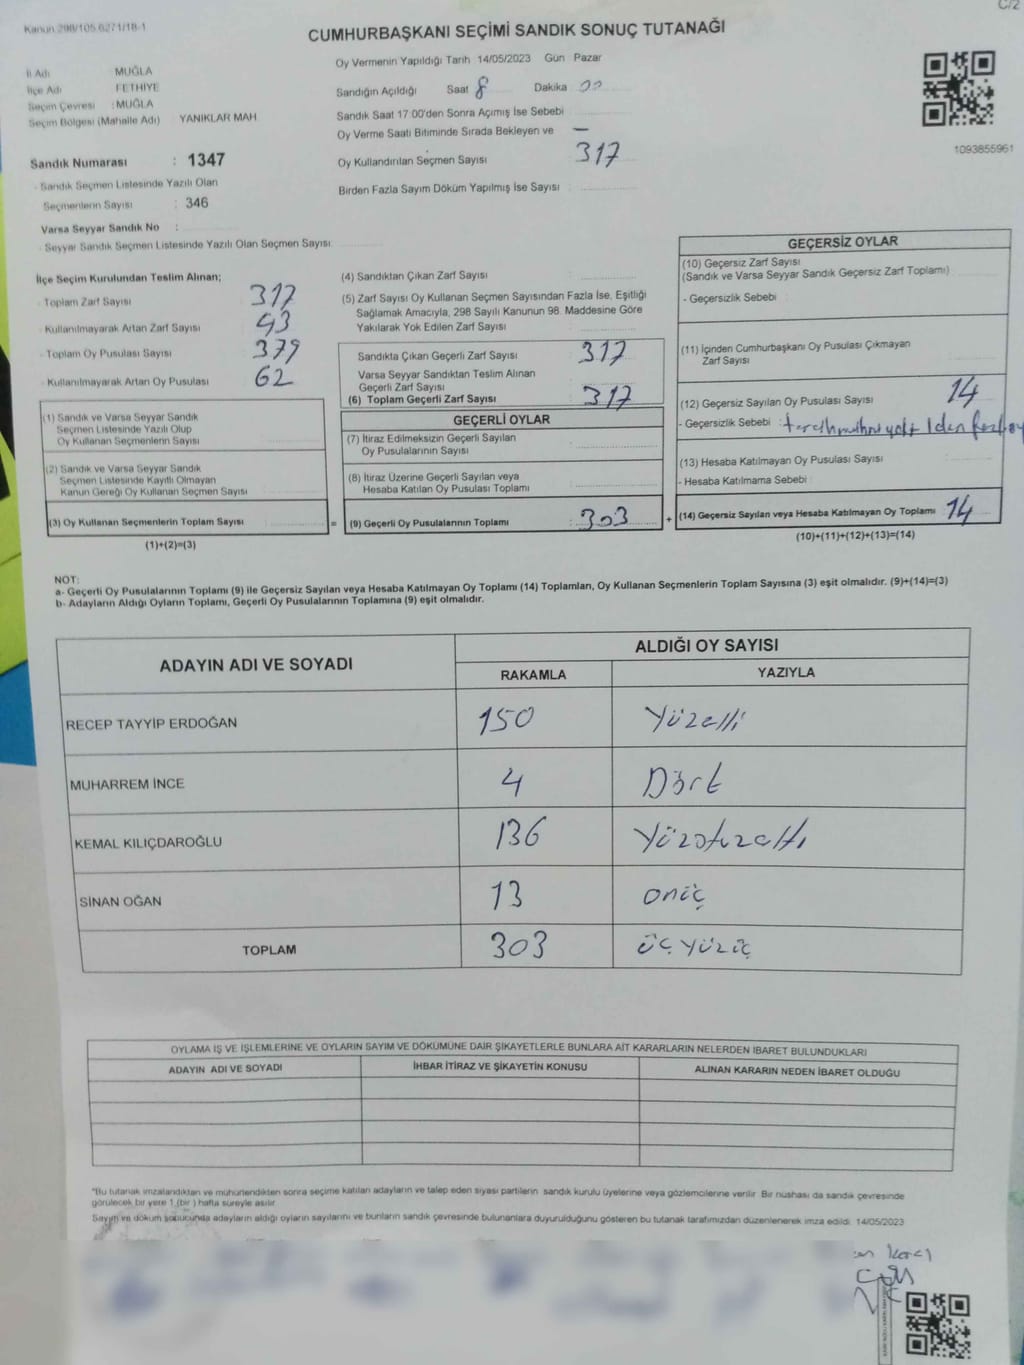 C/2
Kanun 298/105.6271/18-1
CUMHURBAŞKANI SEÇİMİ SANDIK SONUÇ TUTANAĞI
İl Adı MUĞLA
İlçe Adı FETHİYE
Seçim Çevresi : MUĞLA
Seçim Bölgesi (Mahalle Adı) YANIKLAR MAH
Sandık Numarası : 1347
- Sandık Seçmen Listesinde Yazılı Olan
Seçmenlerin Sayısı : 346
Varsa Seyyar Sandık No :
- Seyyar Sandık Seçmen Listesinde Yazılı Olan Seçmen Sayısı:
Oy Vermenin Yapıldığı Tarih 14/05/2023 Gün Pazar
Sandığın Açıldığı Saat 8 Dakika 00
Sandık Saat 17:00'den Sonra Açımış İse Sebebi
Oy Verme Saati Bitiminde Sırada Bekleyen ve —
Oy Kullandırılan Seçmen Sayısı 317
Birden Fazla Sayım Döküm Yapılmış İse Sayısı :
1093855961
İlçe Seçim Kurulundan Teslim Alınan;
- Toplam Zarf Sayısı 317
- Kullanılmayarak Artan Zarf Sayısı 43
- Toplam Oy Pusulası Sayısı 379
- Kullanılmayarak Artan Oy Pusulası 62
(1) Sandık ve Varsa Seyyar Sandık
Seçmen Listesinde Yazılı Olup
Oy Kullanan Seçmenlerin Sayısı :
(2) Sandık ve Varsa Seyyar Sandık
Seçmen Listesinde Kayıtlı Olmayan
Kanun Gereği Oy Kullanan Seçmen Sayısı :
(3) Oy Kullanan Seçmenlerin Toplam Sayısı :
(1)+(2)=(3)
(4) Sandıktan Çıkan Zarf Sayısı :
(5) Zarf Sayısı Oy Kullanan Seçmen Sayısından Fazla İse, Eşitliği
Sağlamak Amacıyla, 298 Sayılı Kanunun 98. Maddesine Göre
Yakılarak Yok Edilen Zarf Sayısı :
Sandıkta Çıkan Geçerli Zarf Sayısı : 317
Varsa Seyyar Sandıktan Teslim Alınan
Geçerli Zarf Sayısı :
(6) Toplam Geçerli Zarf Sayısı : 317
GEÇERLİ OYLAR
(7) İtiraz Edilmeksizin Geçerli Sayılan
Oy Pusulalarının Sayısı :
(8) İtiraz Üzerine Geçerli Sayılan veya
Hesaba Katılan Oy Pusulası Toplamı :
= (9) Geçerli Oy Pusulalarının Toplamı : 303 +
GEÇERSİZ OYLAR
(10) Geçersiz Zarf Sayısı
(Sandık ve Varsa Seyyar Sandık Geçersiz Zarf Toplamı) :
- Geçersizlik Sebebi :
(11) İçinden Cumhurbaşkanı Oy Pusulası Çıkmayan
Zarf Sayısı :
(12) Geçersiz Sayılan Oy Pusulası Sayısı : 14
- Geçersizlik Sebebi :
(13) Hesaba Katılmayan Oy Pusulası Sayısı :
- Hesaba Katılmama Sebebi :
(14) Geçersiz Sayılan veya Hesaba Katılmayan Oy Toplamı : 14
(10)+(11)+(12)+(13)=(14)
NOT:
a- Geçerli Oy Pusulalarının Toplamı (9) ile Geçersiz Sayılan veya Hesaba Katılmayan Oy Toplamı (14) Toplamları, Oy Kullanan Seçmenlerin Toplam Sayısına (3) eşit olmalıdır. (9)+(14)=(3)
b- Adayların Aldığı Oyların Toplamı, Geçerli Oy Pusulalarının Toplamına (9) eşit olmalıdır.
ADAYIN ADI VE SOYADI ALDIĞI OY SAYISI
RAKAMLA YAZIYLA
RECEP TAYYİP ERDOĞAN 150 Yüzelli
MUHARREM İNCE 4 Dört
KEMAL KILIÇDAROĞLU 136 Yüzotuzaltı
SİNAN OĞAN 13 onüç
TOPLAM 303 üçyüzüç
OYLAMA İŞ VE İŞLEMLERİNE VE OYLARIN SAYIM VE DÖKÜMÜNE DAİR ŞİKAYETLERLE BUNLARA AİT KARARLARIN NELERDEN İBARET BULUNDUKLARI
ADAYIN ADI VE SOYADI İHBAR İTİRAZ VE ŞİKAYETİN KONUSU ALINAN KARARIN NEDEN İBARET OLDUĞU
"Bu tutanak imzalandıktan ve mühürlendikten sonra seçime katılan adayların ve talep eden siyasi partilerin sandık kurulu üyelerine veya gözlemcilerine verilir. Bir nüshası da sandık çevresinde
görülecek bir yere 1 (bir) hafta süreyle asılır.
Sayım ve döküm sonucunda adayların aldığı oyların sayılarını ve bunların sandık çevresinde bulunanlara duyurulduğunu gösteren bu tutanak tarafımızdan düzenlenerek imza edildi. 14/05/2023